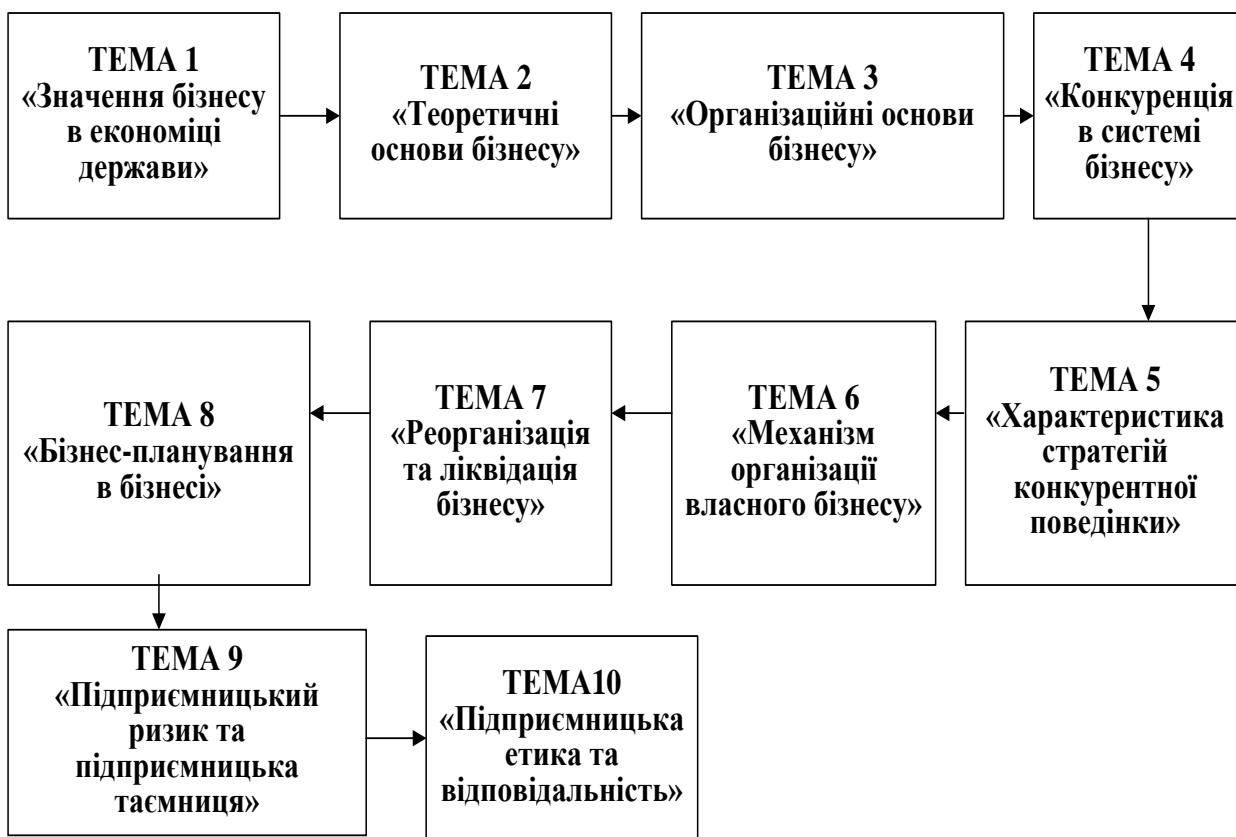 ТЕМА 1
«Значення бізнесу
в економіці
держави»
ТЕМА 2
«Теоретичні
основи бізнесу»
ТЕМА 3
«Організаційні основи
бізнесу»
ТЕМА 4
«Конкуренція
в системі
бізнесу»
ТЕМА 5
«Характеристика
стратегій
конкурентної
поведінки»
ТЕМА 6
«Механізм
організації
власного бізнесу»
ТЕМА 7
«Реорганізація
та ліквідація
бізнесу»
ТЕМА 8
«Бізнес-планування
в бізнесі»
ТЕМА 9
«Підприємницький
ризик та
підприємницька
таємниця»
ТЕМА10
«Підприємницька
етика та
відповідальність»